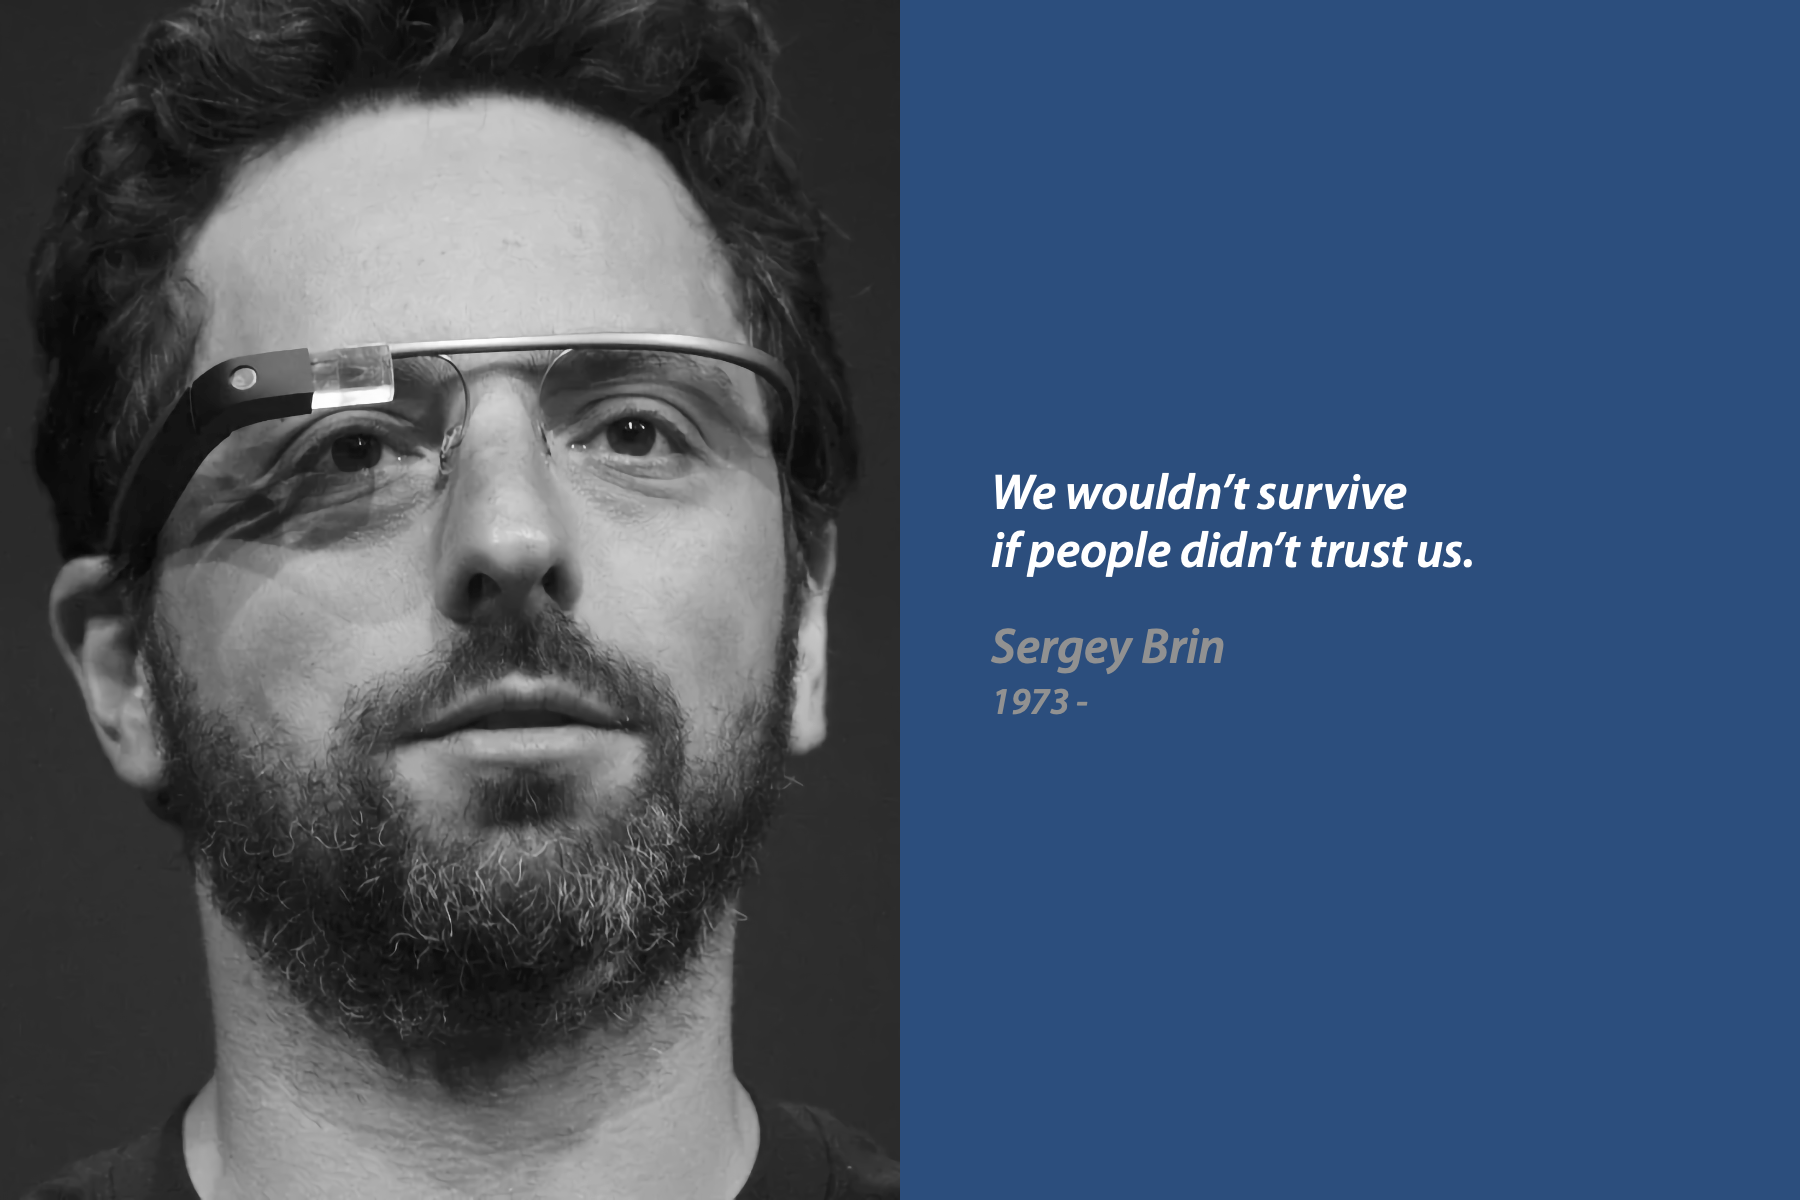 We wouldn’t survive
if people didn’t trust us.
Sergey Brin
1973 -